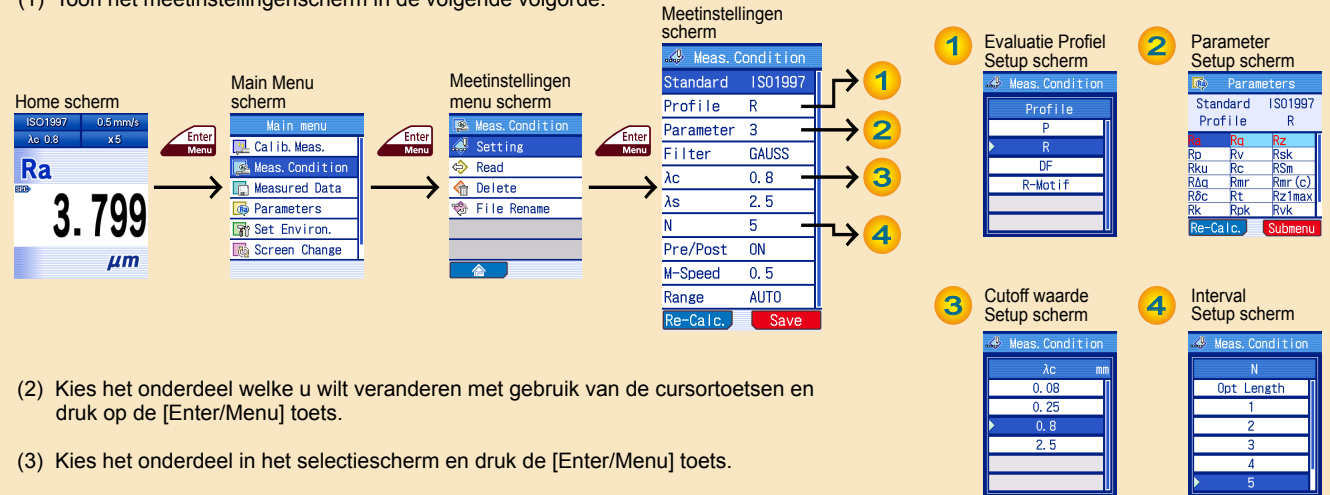 (1) Toon het meetinstellingenscherm in de volgende volgorde.
Home scherm
ISO1997 0.5 mm/s
λc 0.8 x5
Ra
3.799
µm
Enter
Menu
Main Menu
scherm
Main menu
Calib. Meas.
Meas. Condition
Measured Data
Parameters
Set Environ.
Screen Change
Enter
Menu
Meetinstellingen
menu scherm
Meas. Condition
Setting
Read
Delete
File Rename
Enter
Menu
Meetinstellingen
scherm
Meas. Condition
Standard ISO1997
Profile R
Parameter 3
Filter GAUSS
λc 0.8
λs 2.5
N 5
Pre/Post ON
M-Speed 0.5
Range AUTO
Re-Calc. Save
1
2
3
4
1 Evaluatie Profiel
Setup scherm
Meas. Condition
Profile
P
R
DF
R-Motif
2 Parameter
Setup scherm
Parameters
Standard ISO1997
Profile R
Rq Rz
Rp Rv Rsk
Rku Rc RSm
RΔq Rmr Rmr(c)
Rδc Rt Rz1max
Rk Rpk Rvk
Re-Calc. Submenu
3 Cutoff waarde
Setup scherm
Meas. Condition
λc mm
0.08
0.25
0.8
2.5
4 Interval
Setup scherm
Meas. Condition
N
Opt Length
1
2
3
4
5
(2) Kies het onderdeel welke u wilt veranderen met gebruik van de cursortoetsen en
druk op de [Enter/Menu] toets.
(3) Kies het onderdeel in het selectiescherm en druk de [Enter/Menu] toets.